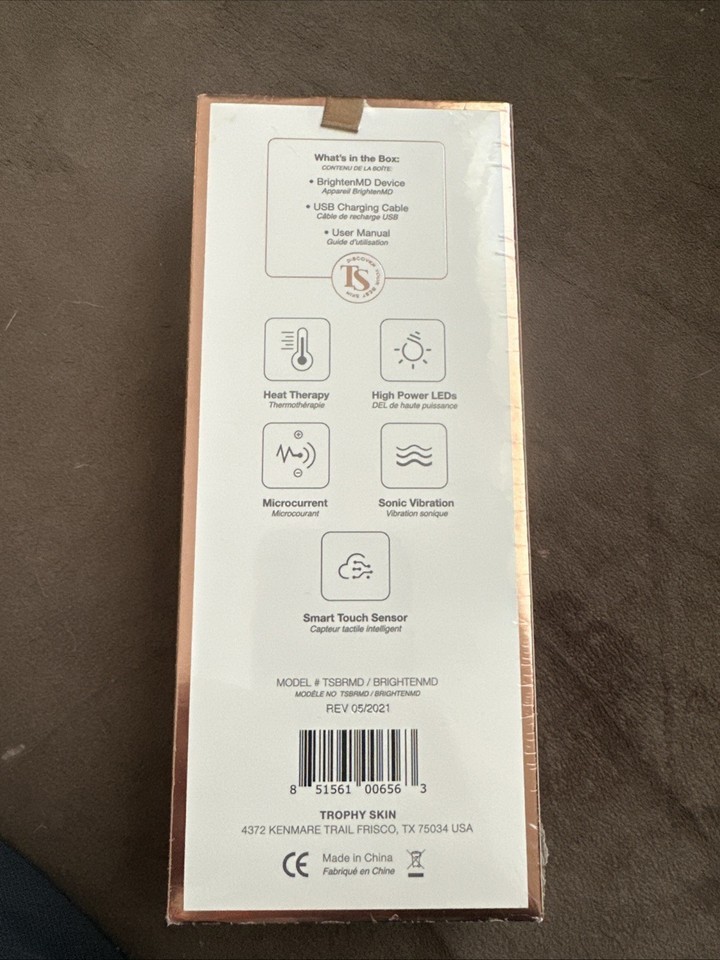 What's in the Box:
CONTENU DE LA BOÎTE:
• BrightenMD Device
Appareil BrightenMD
• USB Charging Cable
Câble de recharge USB
• User Manual
Guide d'utilisation
DISCOVER YOUR BEST SKIN
TS
Heat Therapy
Thermothérapie
High Power LEDs
DEL de haute puissance
Microcurrent
Microcourant
Sonic Vibration
Vibration sonique
Smart Touch Sensor
Capteur tactile intelligent
MODEL # TSBRMD / BRIGHTENMD
MODÈLE NO TSBRMD / BRIGHTENMD
REV 05/2021
8 51561 00656 3
TROPHY SKIN
4372 KENMARE TRAIL FRISCO, TX 75034 USA
CE
Made in China
Fabriqué en Chine